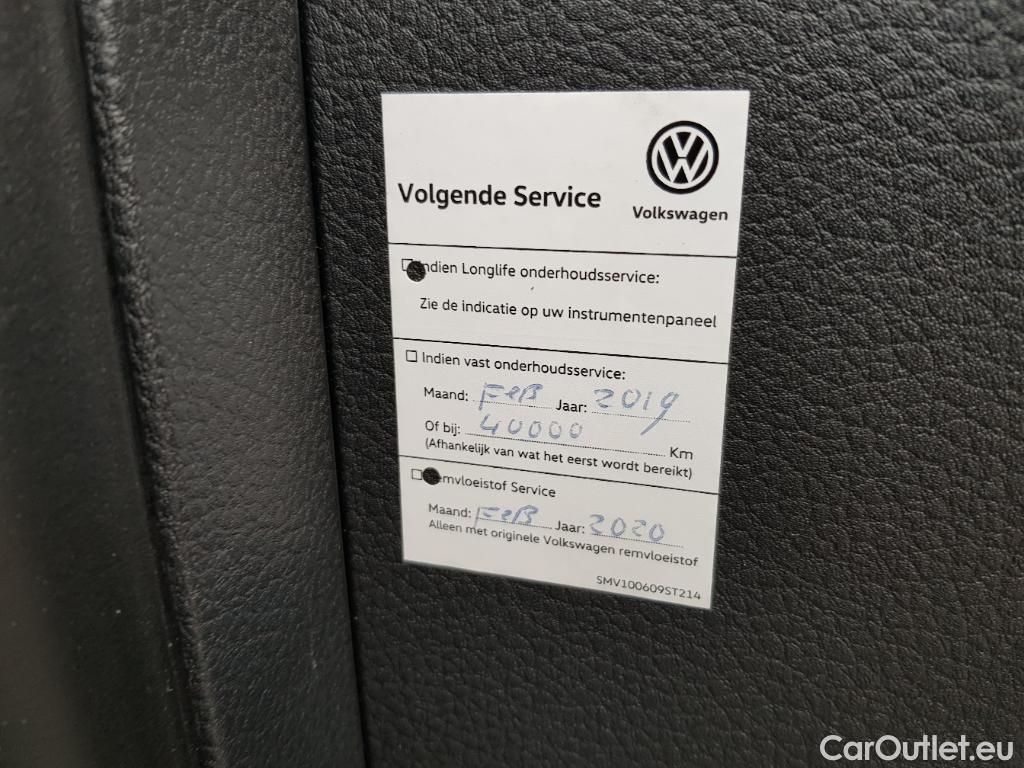 Volgende Service
Volkswagen
Indien Longlife onderhoudsservice:
Zie de indicatie op uw instrumentenpaneel
Indien vast onderhoudsservice:
Maand: FeB Jaar: 2019
Of bij: 40000 Km
(Afhankelijk van wat het eerst wordt bereikt)
Remvloeistof Service
Maand: FeB Jaar: 2020
Alleen met originele Volkswagen remvloeistof
SMV100609ST214
CarOutlet.eu